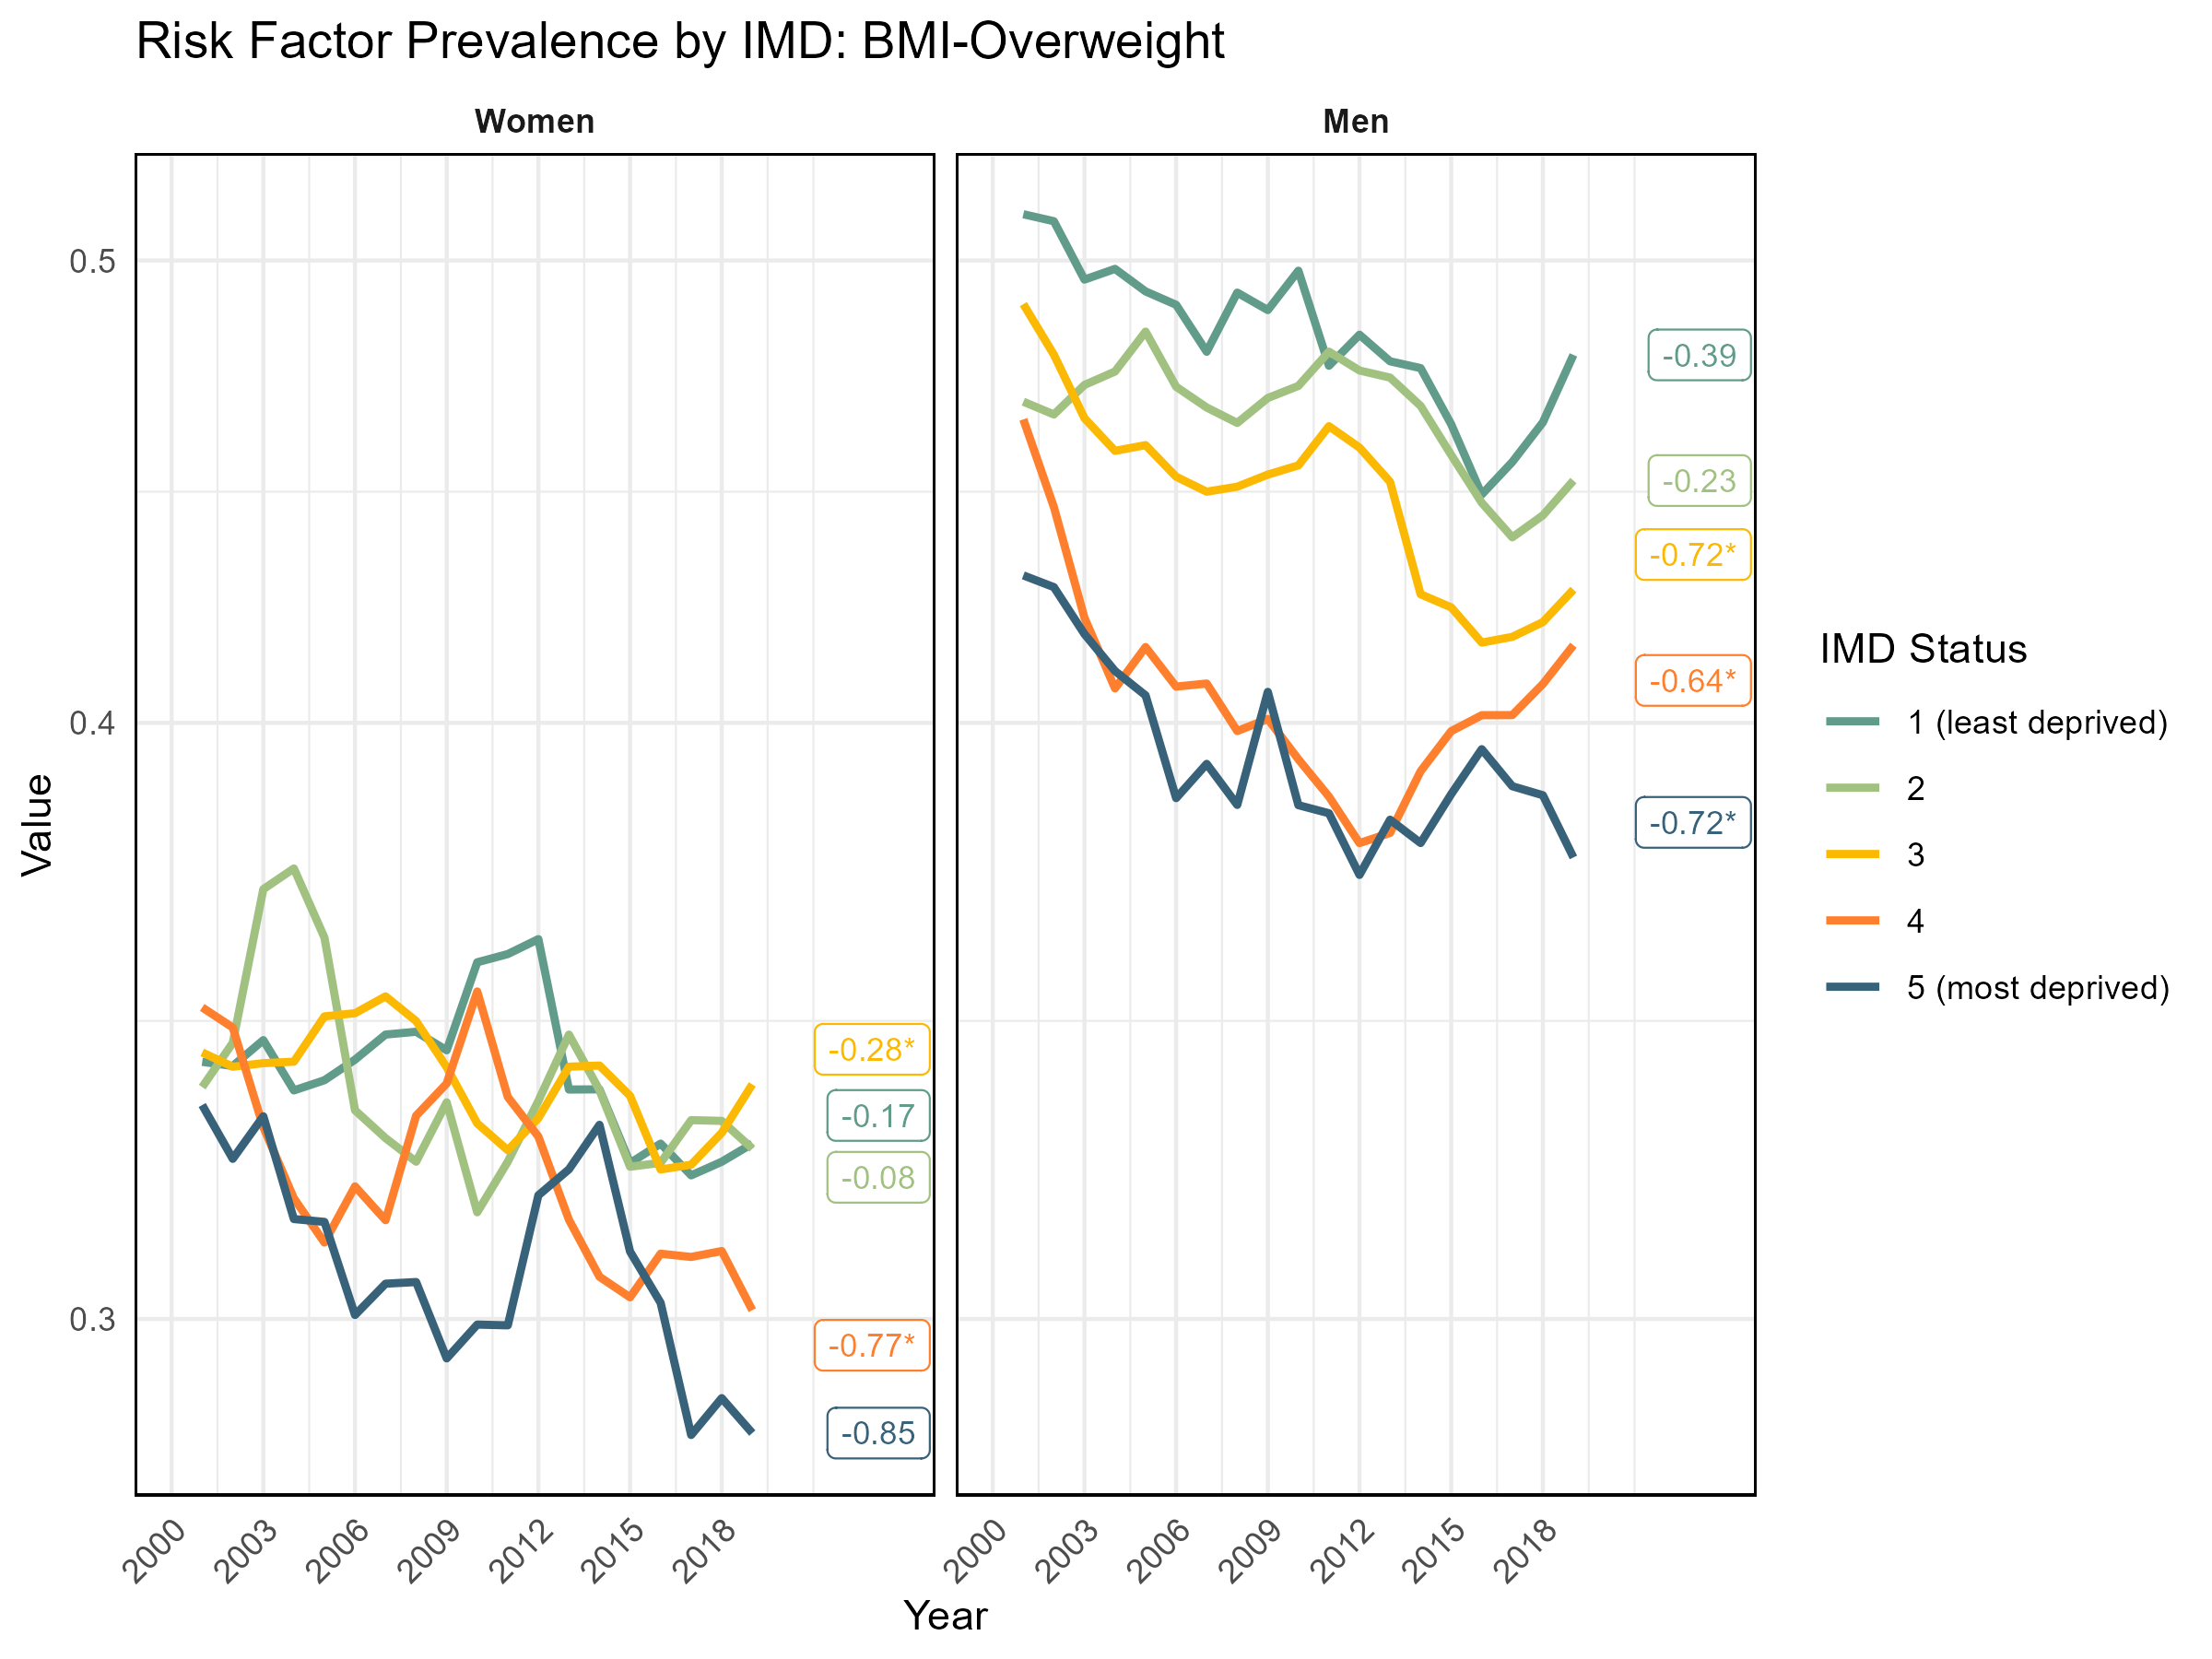 Risk Factor Prevalence by IMD: BMI-Overweight
Women
Men
Value
0.5
0.4
0.3
-0.28*
-0.17
-0.08
-0.77*
-0.85
-0.39
-0.23
-0.72*
-0.64*
-0.72*
2000 2003 2006 2009 2012 2015 2018
2000 2003 2006 2009 2012 2015 2018
Year
IMD Status
1 (least deprived)
2
3
4
5 (most deprived)